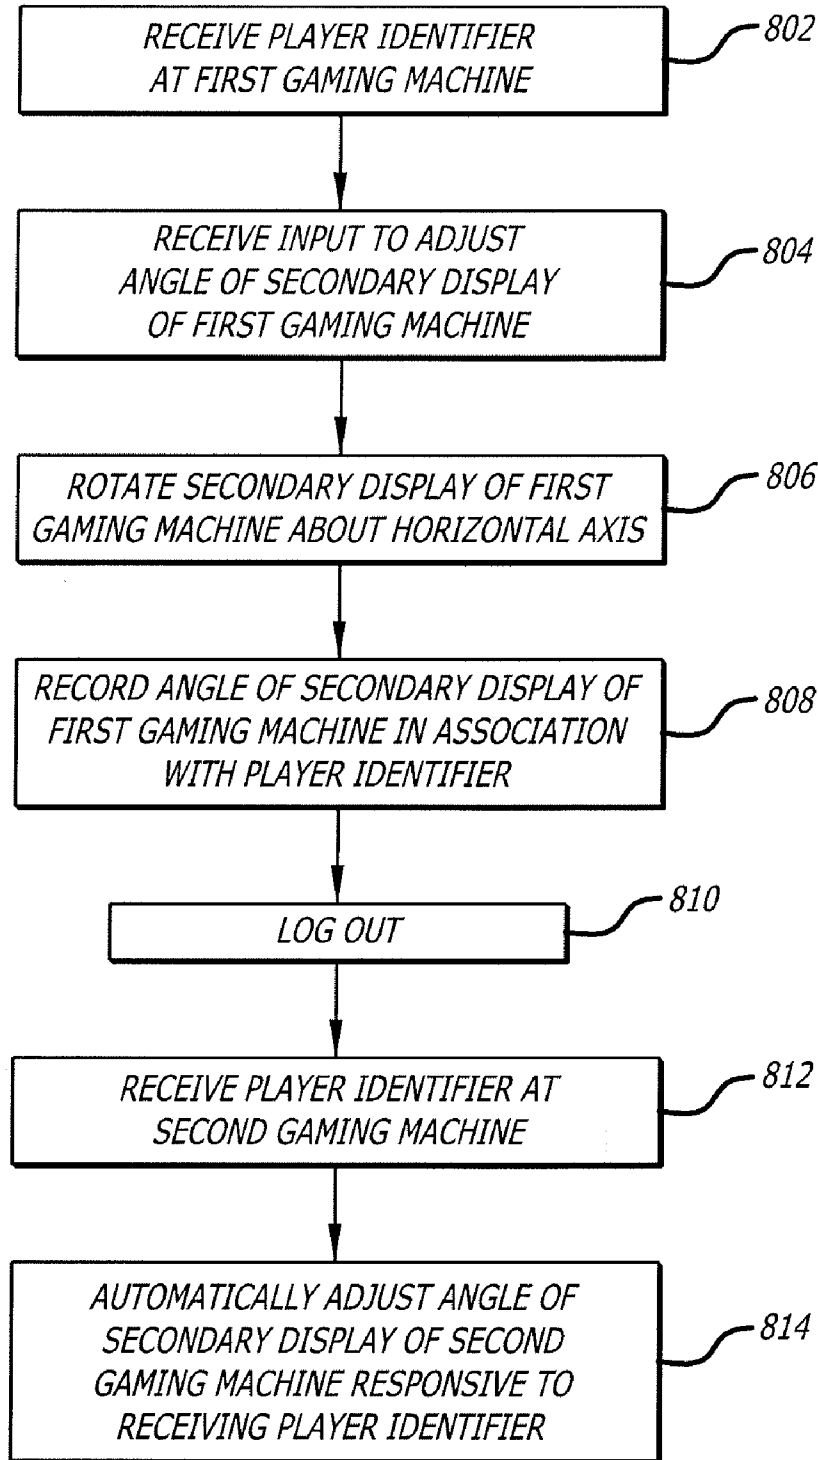 RECEIVE PLAYER IDENTIFIER
AT FIRST GAMING MACHINE
802
RECEIVE INPUT TO ADJUST
ANGLE OF SECONDARY DISPLAY
OF FIRST GAMING MACHINE
804
ROTATE SECONDARY DISPLAY OF FIRST
GAMING MACHINE ABOUT HORIZONTAL AXIS
806
RECORD ANGLE OF SECONDARY DISPLAY OF
FIRST GAMING MACHINE IN ASSOCIATION
WITH PLAYER IDENTIFIER
808
LOG OUT
810
RECEIVE PLAYER IDENTIFIER AT
SECOND GAMING MACHINE
812
AUTOMATICALLY ADJUST ANGLE OF
SECONDARY DISPLAY OF SECOND
GAMING MACHINE RESPONSIVE TO
RECEIVING PLAYER IDENTIFIER
814